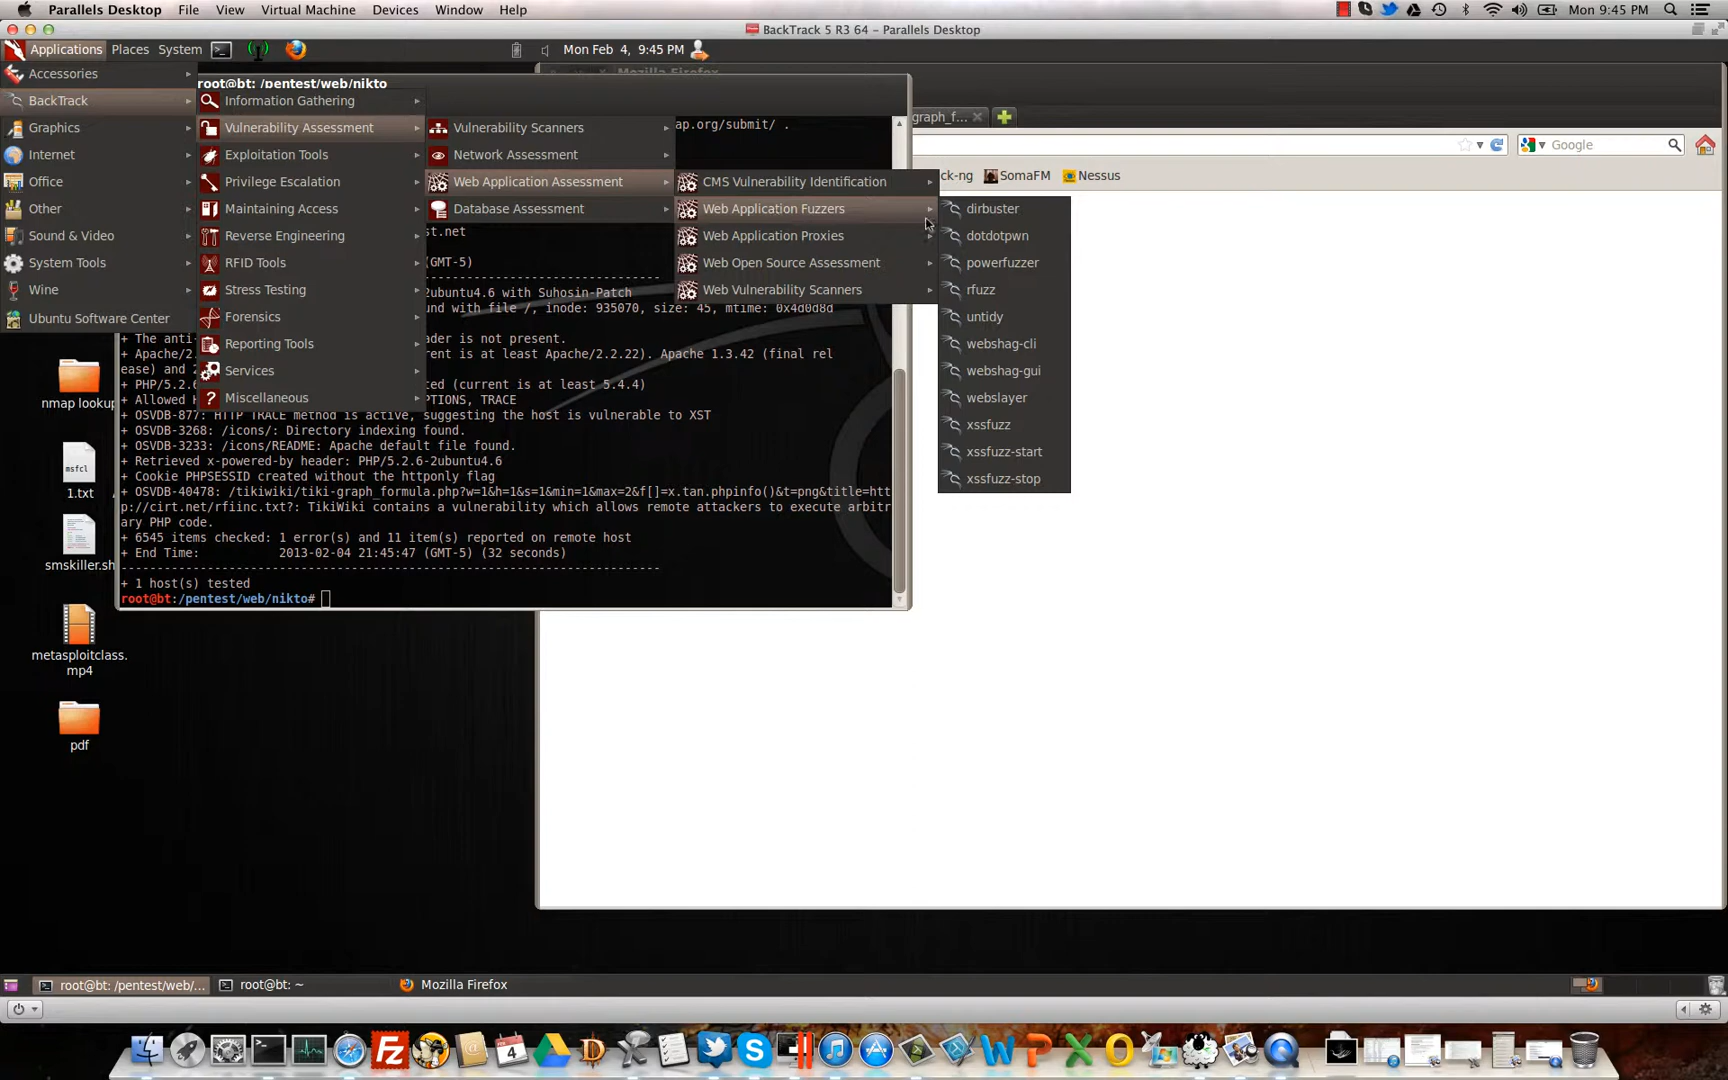 Parallels Desktop File View Virtual Machine Devices Window Help Mon 9:45 PM
BackTrack 5 R3 64 – Parallels Desktop
Applications Places System Mon Feb 4, 9:45 PM
Mozilla Firefox
Accessories
BackTrack
Graphics
Internet
Office
Other
Sound & Video
System Tools
Wine
Ubuntu Software Center
root@bt: /pentest/web/nikto
Information Gathering
Vulnerability Assessment
Exploitation Tools
Privilege Escalation
Maintaining Access
Reverse Engineering
RFID Tools
Stress Testing
Forensics
Reporting Tools
Services
Miscellaneous
Vulnerability Scanners
Network Assessment
Web Application Assessment
Database Assessment
CMS Vulnerability Identification
Web Application Fuzzers
Web Application Proxies
Web Open Source Assessment
Web Vulnerability Scanners
dirbuster
dotdotpwn
powerfuzzer
rfuzz
untidy
webshag-cli
webshag-gui
webslayer
xssfuzz
xssfuzz-start
xssfuzz-stop
graph_f...
Google
ck-ng SomaFM Nessus
ap.org/submit/ .
st.net
(GMT-5)
--------------------------------
2ubuntu4.6 with Suhosin-Patch
und with file /, inode: 935070, size: 45, mtime: 0x4d0d8d
+ The anti- ader is not present.
+ Apache/2. rent is at least Apache/2.2.22). Apache 1.3.42 (final rel
ease) and 2
+ PHP/5.2.6 ted (current is at least 5.4.4)
+ Allowed H PTIONS, TRACE
+ OSVDB-877: HTTP TRACE method is active, suggesting the host is vulnerable to XST
+ OSVDB-3268: /icons/: Directory indexing found.
+ OSVDB-3233: /icons/README: Apache default file found.
+ Retrieved x-powered-by header: PHP/5.2.6-2ubuntu4.6
+ Cookie PHPSESSID created without the httponly flag
+ OSVDB-40478: /tikiwiki/tiki-graph_formula.php?w=1&h=1&s=1&min=1&max=2&f[]=x.tan.phpinfo()&t=png&title=htt
p://cirt.net/rfiinc.txt?: TikiWiki contains a vulnerability which allows remote attackers to execute arbitr
ary PHP code.
+ 6545 items checked: 1 error(s) and 11 item(s) reported on remote host
+ End Time: 2013-02-04 21:45:47 (GMT-5) (32 seconds)
---------------------------------------------------------------------------
+ 1 host(s) tested
root@bt:/pentest/web/nikto#
nmap lookup
msfcl
1.txt
smskiller.sh
metasploitclass.
mp4
pdf
root@bt: /pentest/web/... root@bt: ~ Mozilla Firefox